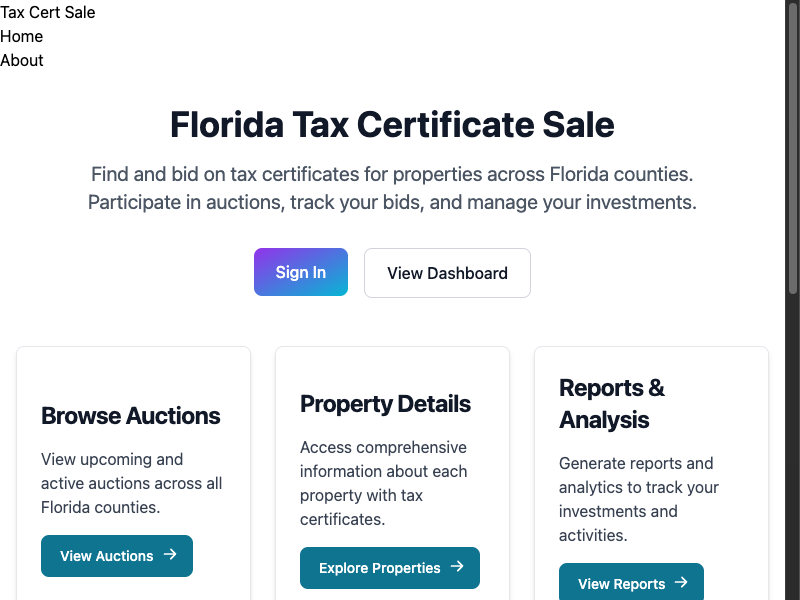 Tax Cert Sale
Home
About
Florida Tax Certificate Sale
Find and bid on tax certificates for properties across Florida counties.
Participate in auctions, track your bids, and manage your investments.
Sign In
View Dashboard
Browse Auctions
View upcoming and
active auctions across all
Florida counties.
View Auctions
Property Details
Access comprehensive
information about each
property with tax
certificates.
Explore Properties
Reports &
Analysis
Generate reports and
analytics to track your
investments and
activities.
View Reports